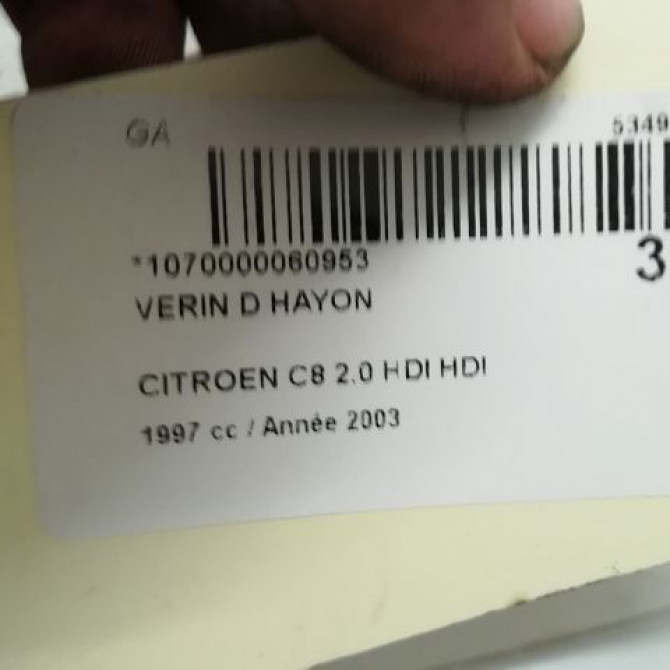 GA 5349
*1070000060953 3
VERIN D HAYON
CITROEN C8 2.0 HDI HDI
1997 cc / Année 2003